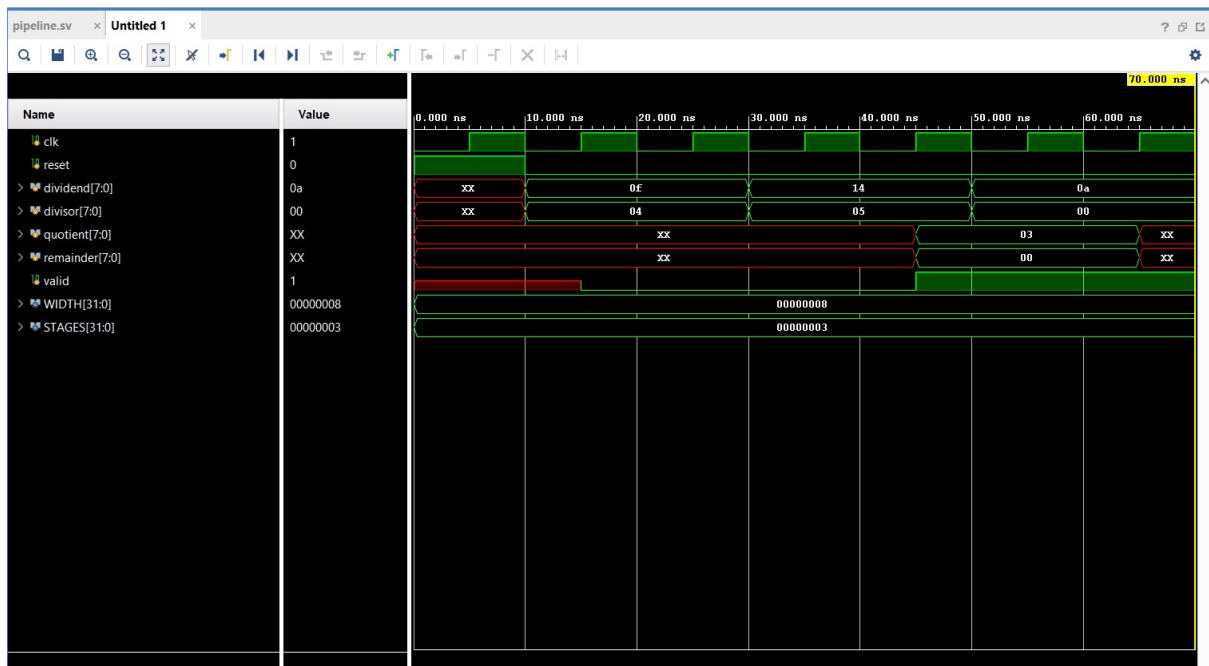 pipeline.sv × Untitled 1 ×
?
70.000 ns
Name Value 0.000 ns 10.000 ns 20.000 ns 30.000 ns 40.000 ns 50.000 ns 60.000 ns
clk 1
reset 0
> dividend[7:0] 0a XX 0f 14 0a
> divisor[7:0] 00 XX 04 05 00
> quotient[7:0] XX XX 03 XX
> remainder[7:0] XX XX 00 XX
valid 1
> WIDTH[31:0] 00000008 00000008
> STAGES[31:0] 00000003 00000003